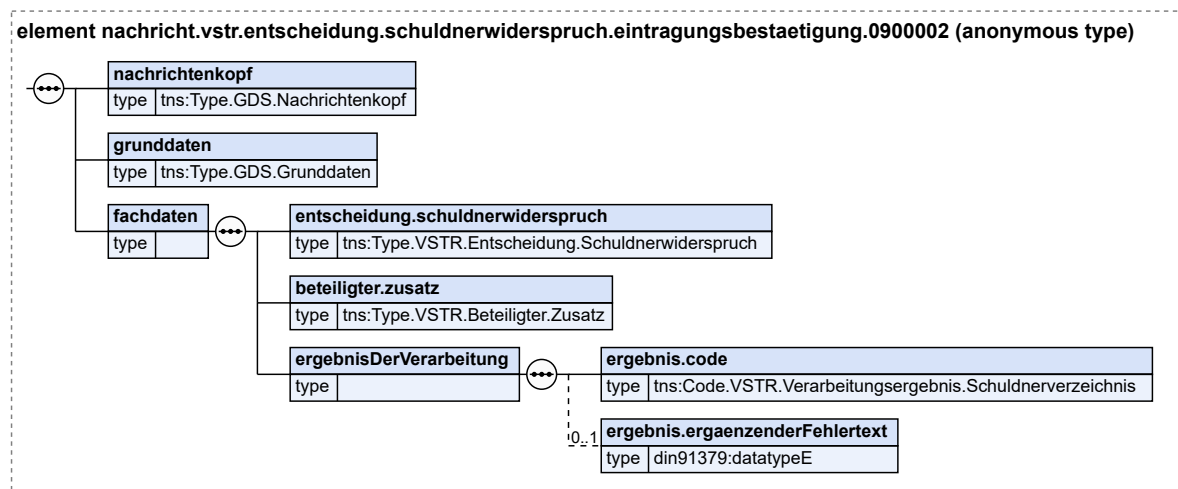 element nachricht.vstr.entscheidung.schuldnerwiderspruch.eintragungsbestaetigung.0900002 (anonymous type)
nachrichtenkopf
type tns:Type.GDS.Nachrichtenkopf
grunddaten
type tns:Type.GDS.Grunddaten
fachdaten
type
entscheidung.schuldnerwiderspruch
type tns:Type.VSTR.Entscheidung.Schuldnerwiderspruch
beteiligter.zusatz
type tns:Type.VSTR.Beteiligter.Zusatz
ergebnisDerVerarbeitung
type
ergebnis.code
type tns:Code.VSTR.Verarbeitungsergebnis.Schuldnerverzeichnis
0..1
ergebnis.ergaenzenderFehlertext
type din91379:datatypeE